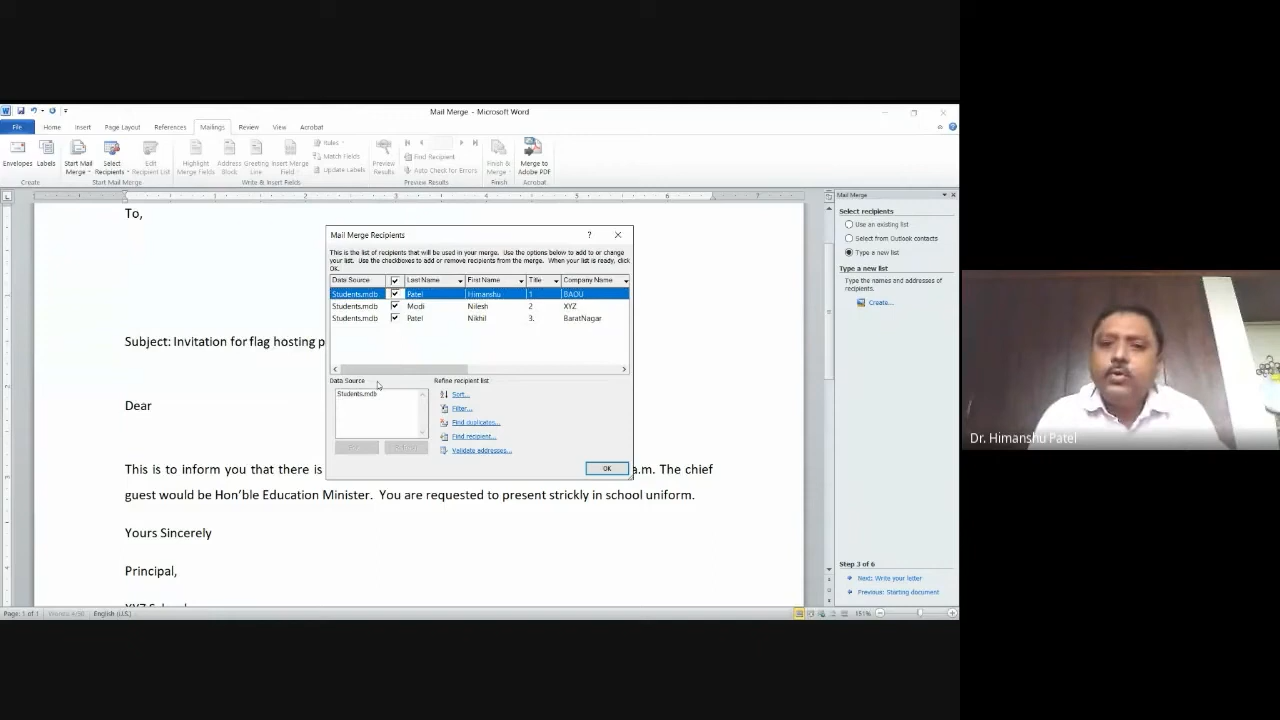 Mail Merge - Microsoft Word
File Home Insert Page Layout References Mailings Review View Acrobat
Envelopes Labels Start Mail Merge Select Recipients Edit Recipient List Highlight Merge Fields Address Block Greeting Line Insert Merge Field Rules Match Fields Update Labels Preview Results Find Recipient Auto Check for Errors Finish & Merge Merge to Adobe PDF
Create Start Mail Merge Write & Insert Fields Preview Results Finish Acrobat
To,
Subject: Invitation for flag hosting p
Dear
This is to inform you that there is
a.m. The chief
guest would be Hon'ble Education Minister. You are requested to present strickly in school uniform.
Yours Sincerely
Principal,
Mail Merge Recipients
This is the list of recipients that will be used in your merge. Use the options below to add to or change
your list. Use the checkboxes to add or remove recipients from the merge. When your list is ready, click
OK.
Data Source Last Name First Name Title Company Name
Students.mdb Patel Himanshu 1 BAOU
Students.mdb Modi Nilesh 2 XYZ
Students.mdb Patel Nikhil 3. BaratNagar
Data Source
Students.mdb
Refine recipient list
Sort...
Filter...
Find duplicates...
Find recipient...
Validate addresses...
OK
Mail Merge
Select recipients
Use an existing list
Select from Outlook contacts
Type a new list
Type a new list
Type the names and addresses of
recipients.
Create...
Step 3 of 6
Next: Write your letter
Previous: Starting document
Page: 1 of 1 English (U.S.) 151%
Dr. Himanshu Patel